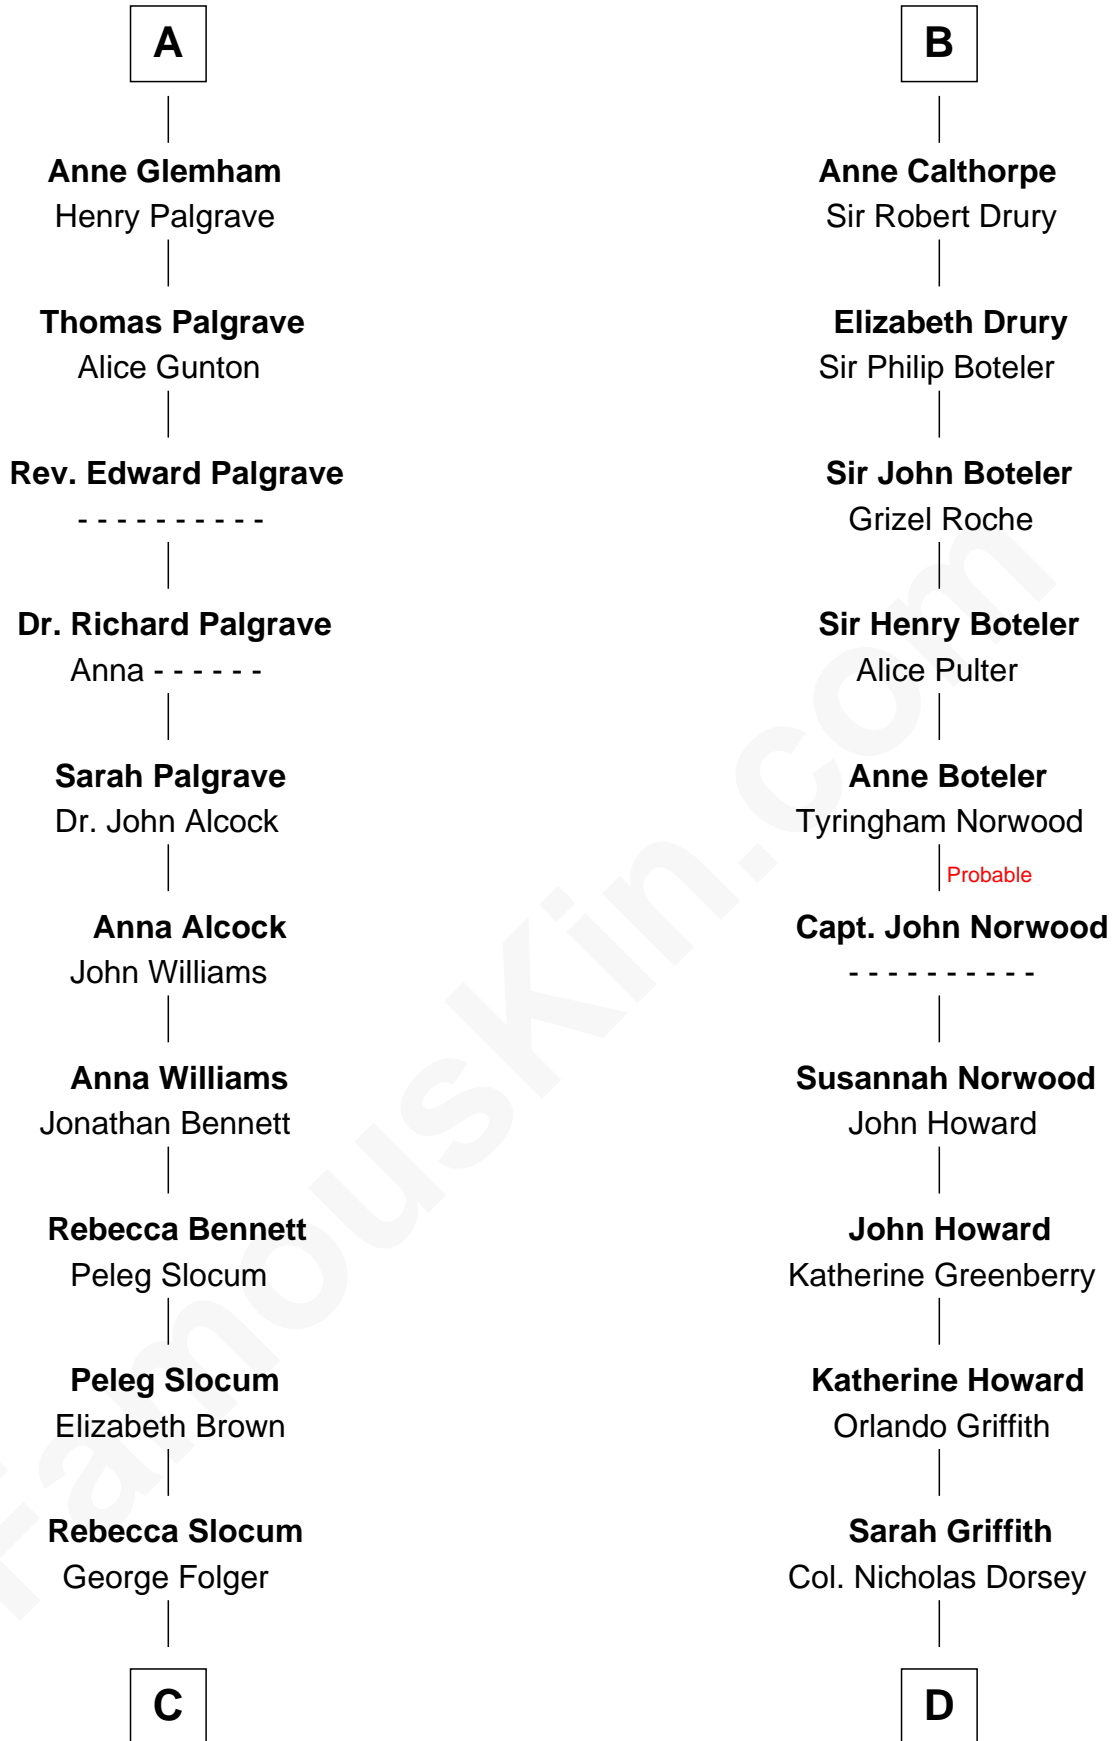 A
Anne Glemham
Henry Palgrave
Thomas Palgrave
Alice Gunton
Rev. Edward Palgrave
- - - - - - - - - -
Dr. Richard Palgrave
Anna - - - - - -
Sarah Palgrave
Dr. John Alcock
Anna Alcock
John Williams
Anna Williams
Jonathan Bennett
Rebecca Bennett
Peleg Slocum
Peleg Slocum
Elizabeth Brown
Rebecca Slocum
George Folger
C
B
Anne Calthorpe
Sir Robert Drury
Elizabeth Drury
Sir Philip Boteler
Sir John Boteler
Grizel Roche
Sir Henry Boteler
Alice Pulter
Anne Boteler
Tyringham Norwood
Probable
Capt. John Norwood
- - - - - - - - - -
Susannah Norwood
John Howard
John Howard
Katherine Greenberry
Katherine Howard
Orlando Griffith
Sarah Griffith
Col. Nicholas Dorsey
D
FamousKin.com